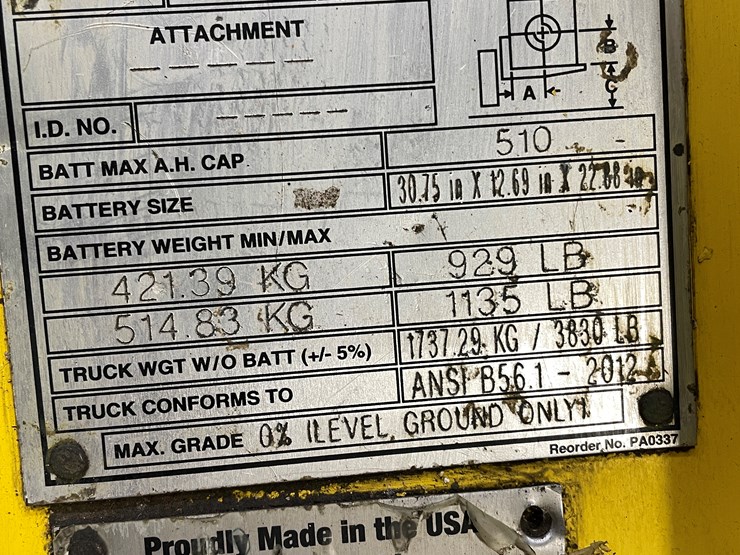 ATTACHMENT
– – – – –
B
A
C
I.D. NO. – – – – –
BATT MAX A.H. CAP. 510 - -
BATTERY SIZE 30.75 in X 12.69 in X
BATTERY WEIGHT MIN/MAX
421.39 KG 929 LB
514.83 KG 1135 LB
TRUCK WGT W/O BATT (+/- 5%) 1737.29 KG / 3830 LB
TRUCK CONFORMS TO ANSI B56.1 - 2012
MAX. GRADE 0% (LEVEL GROUND ONLY)
Reorder No. PA0337
Proudly Made in the USA